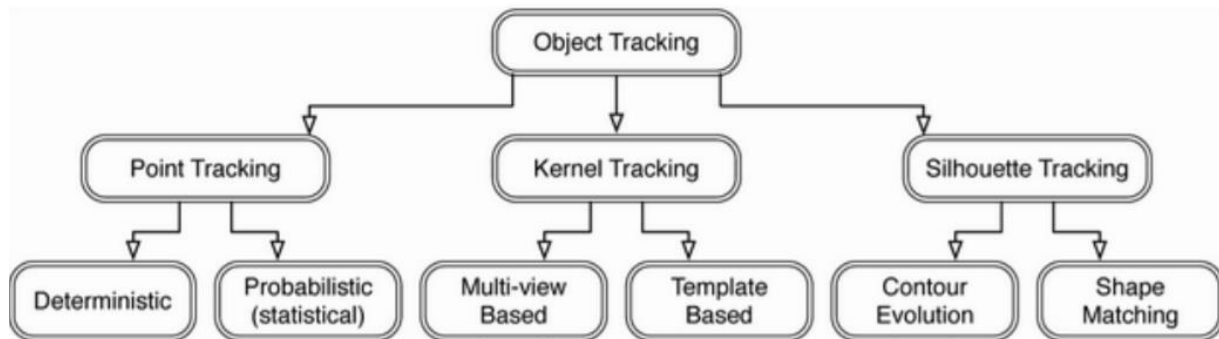 Object Tracking
Point Tracking
Kernel Tracking
Silhouette Tracking
Deterministic
Probabilistic
(statistical)
Multi-view
Based
Template
Based
Contour
Evolution
Shape
Matching